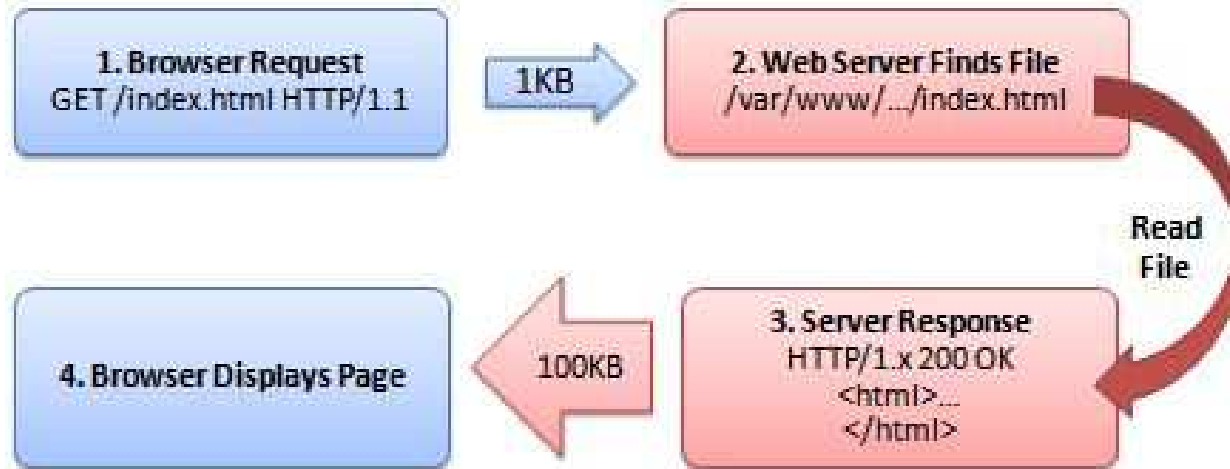 1. Browser Request
GET /index.html HTTP/1.1
1KB
2. Web Server Finds File
/var/www/.../index.html
Read
File
3. Server Response
HTTP/1.x 200 OK
<html>...
</html>
100KB
4. Browser Displays Page